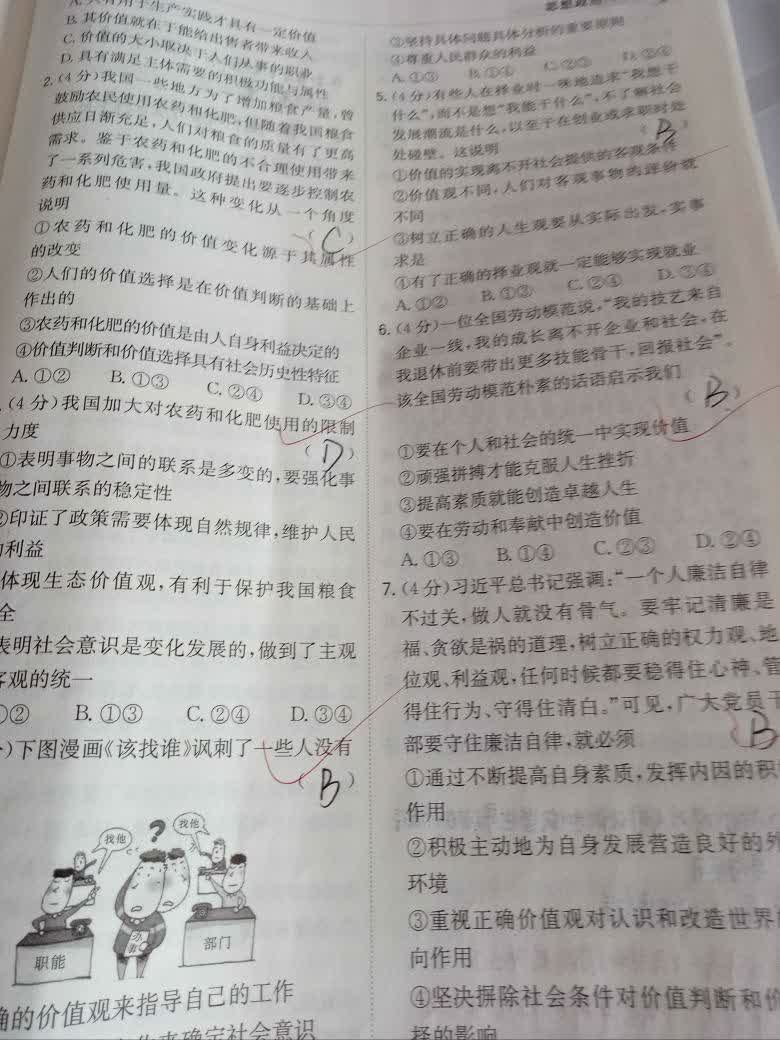 用于生产实践才具有一定价值
B. 其价值就在于能给出售者带来收入
C. 价值的大小取决于人们从事的职业
D. 具有满足主体需要的积极功能与属性
2. (4 分)我国一些地方为了增加粮食产量,曾
鼓励农民使用农药和化肥,但随着我国粮食
供应日渐充足,人们对粮食的质量有了更高
需求。鉴于农药和化肥的不合理使用带来
了一系列危害,我国政府提出要逐步控制农
药和化肥使用量。这种变化从一个角度
说明
( C )
①农药和化肥的价值变化源于其属性
的改变
②人们的价值选择是在价值判断的基础上
作出的
③农药和化肥的价值是由人自身利益决定的
④价值判断和价值选择具有社会历史性特征
A. ①② B. ①③ C. ②④ D. ③④
(4 分)我国加大对农药和化肥使用的限制
力度
( D )
①表明事物之间的联系是多变的,要强化事
物之间联系的稳定性
②印证了政策需要体现自然规律,维护人民
利益
体现生态价值观,有利于保护我国粮食
全
表明社会意识是变化发展的,做到了主观
客观的统一
①② B. ①③ C. ②④ D. ③④
)下图漫画《该找谁》讽刺了一些人没有
( B )
找他
?
找他
办事
职能
部门
确的价值观来指导自己的工作
来确定社会意识
思想政治
③坚持具体问题具体分析的重要原则
④尊重人民群众的利益
A. ①③ B. ①④ C. ②③ D. ②④
5. (4 分)有些人在择业时一味地追求“我想干
什么”,而不是想“我能干什么”,不了解社会
发展潮流是什么,以至于在创业或求职时处
处碰壁。这说明
( B )
①价值的实现离不开社会提供的客观条件
②价值观不同,人们对客观事物的评价就
不同
③树立正确的人生观要从实际出发,实事
求是
④有了正确的择业观就一定能够实现就业
A. ①② B. ①③ C. ②④ D. ③④
6. (4 分)一位全国劳动模范说,“我的技艺来自
企业一线,我的成长离不开企业和社会,在
我退休前要带出更多技能骨干,回报社会”。
该全国劳动模范朴素的话语启示我们
( B )
①要在个人和社会的统一中实现价值
②顽强拼搏才能克服人生挫折
③提高素质就能创造卓越人生
④要在劳动和奉献中创造价值
A. ①③ B. ①④ C. ②③ D. ②④
7. (4 分)习近平总书记强调:“一个人廉洁自律
不过关,做人就没有骨气。要牢记清廉是
福、贪欲是祸的道理,树立正确的权力观、地
位观、利益观,任何时候都要稳得住心神、管
得住行为、守得住清白。”可见,广大党员干
部要守住廉洁自律,就必须
( B
①通过不断提高自身素质,发挥内因的积
作用
②积极主动地为自身发展营造良好的外
环境
③重视正确价值观对认识和改造世界
向作用
④坚决摒除社会条件对价值判断和价
择的影响